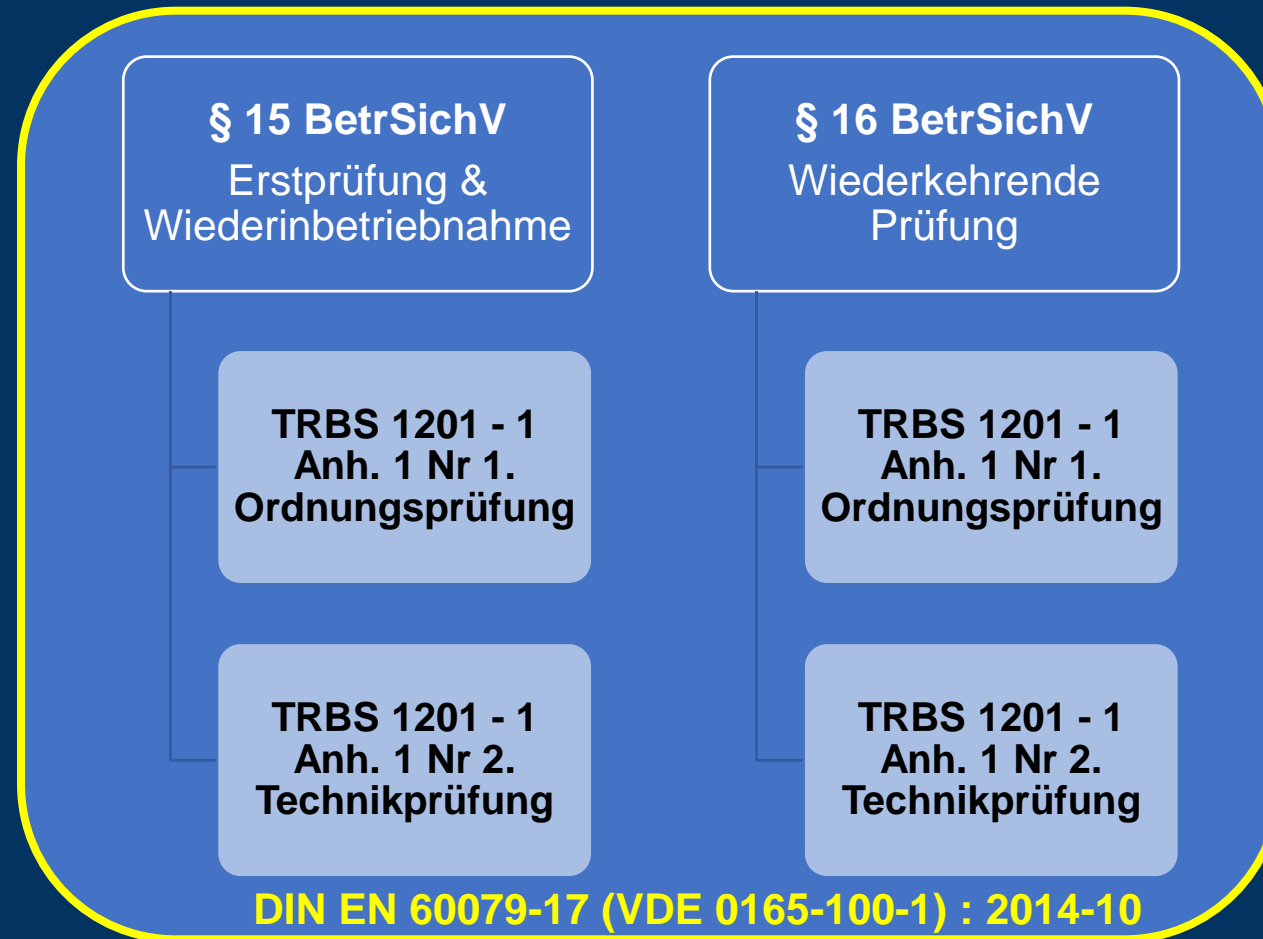 § 15 BetrSichV
Erstprüfung &
Wiederinbetriebnahme
TRBS 1201 - 1
Anh. 1 Nr 1.
Ordnungsprüfung
TRBS 1201 - 1
Anh. 1 Nr 2.
Technikprüfung
§ 16 BetrSichV
Wiederkehrende
Prüfung
TRBS 1201 - 1
Anh. 1 Nr 1.
Ordnungsprüfung
TRBS 1201 - 1
Anh. 1 Nr 2.
Technikprüfung
DIN EN 60079-17 (VDE 0165-100-1) : 2014-10